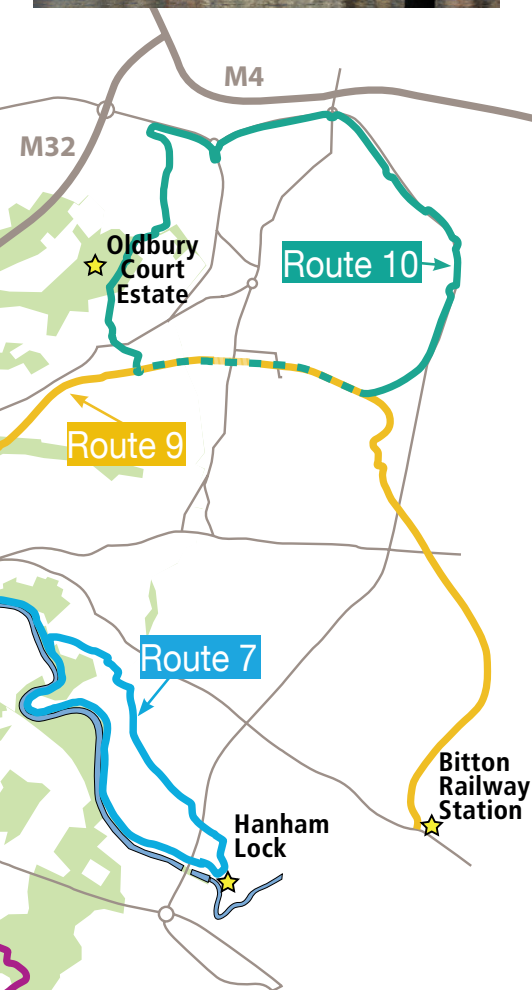 M4
M32
Oldbury
Court
Estate
Route 10
Route 9
Route 7
Bitton
Railway
Station
Hanham
Lock